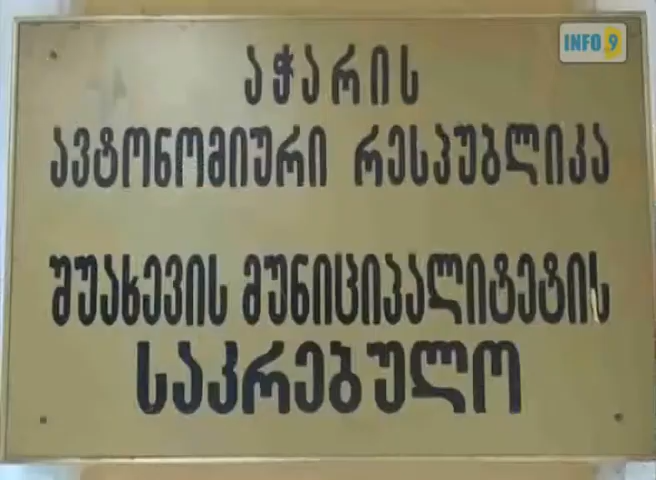 INFO 9
აჭარის
ავტონომიური რესპუბლიკა
შუახევის მუნიციპალიტეტის
საკრებულო